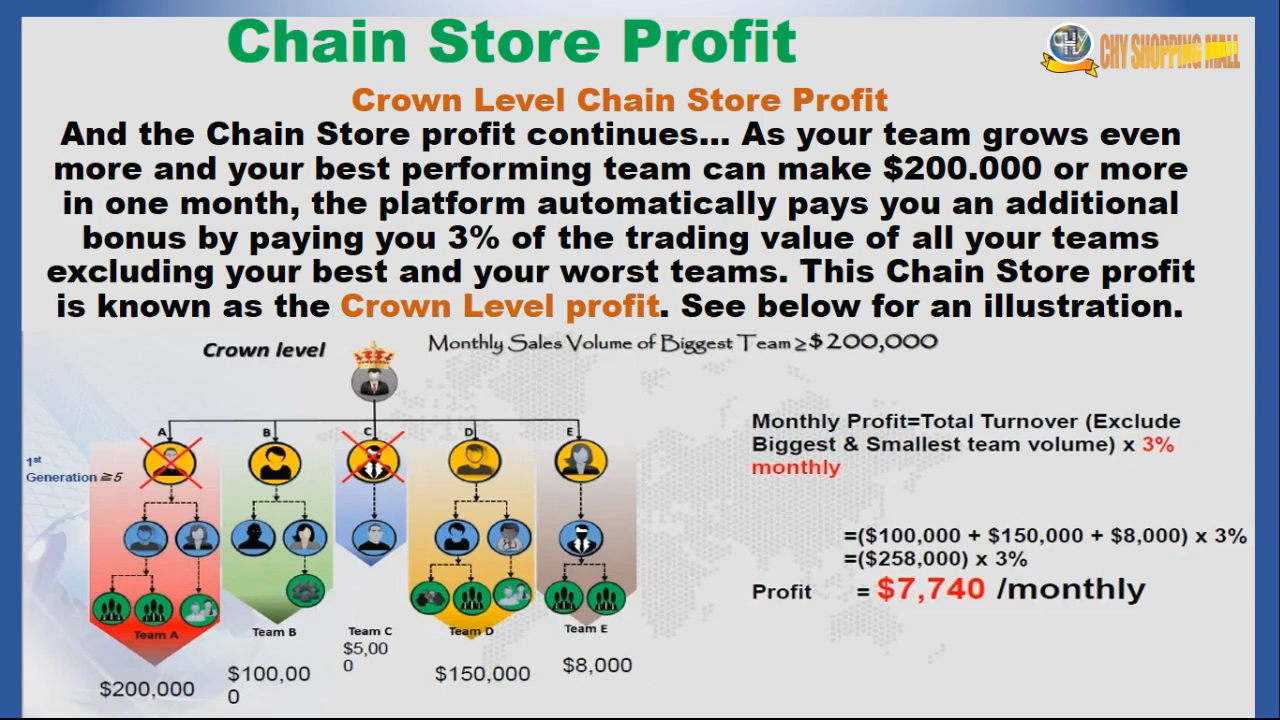 Chain Store Profit
CHY SHOPPING MALL
Crown Level Chain Store Profit
And the Chain Store profit continues... As your team grows even
more and your best performing team can make $200.000 or more
in one month, the platform automatically pays you an additional
bonus by paying you 3% of the trading value of all your teams
excluding your best and your worst teams. This Chain Store profit
is known as the Crown Level profit. See below for an illustration.
Crown level
Monthly Sales Volume of Biggest Team ≥ $200,000
A
B
C
D
E
1st
Generation ≧5
Monthly Profit=Total Turnover (Exclude
Biggest & Smallest team volume) x 3%
monthly
=($100,000 + $150,000 + $8,000) x 3%
=($258,000) x 3%
Profit = $7,740 /monthly
Team A
Team B
Team C
Team D
Team E
$200,000
$100,00
0
$5,00
0
$150,000
$8,000